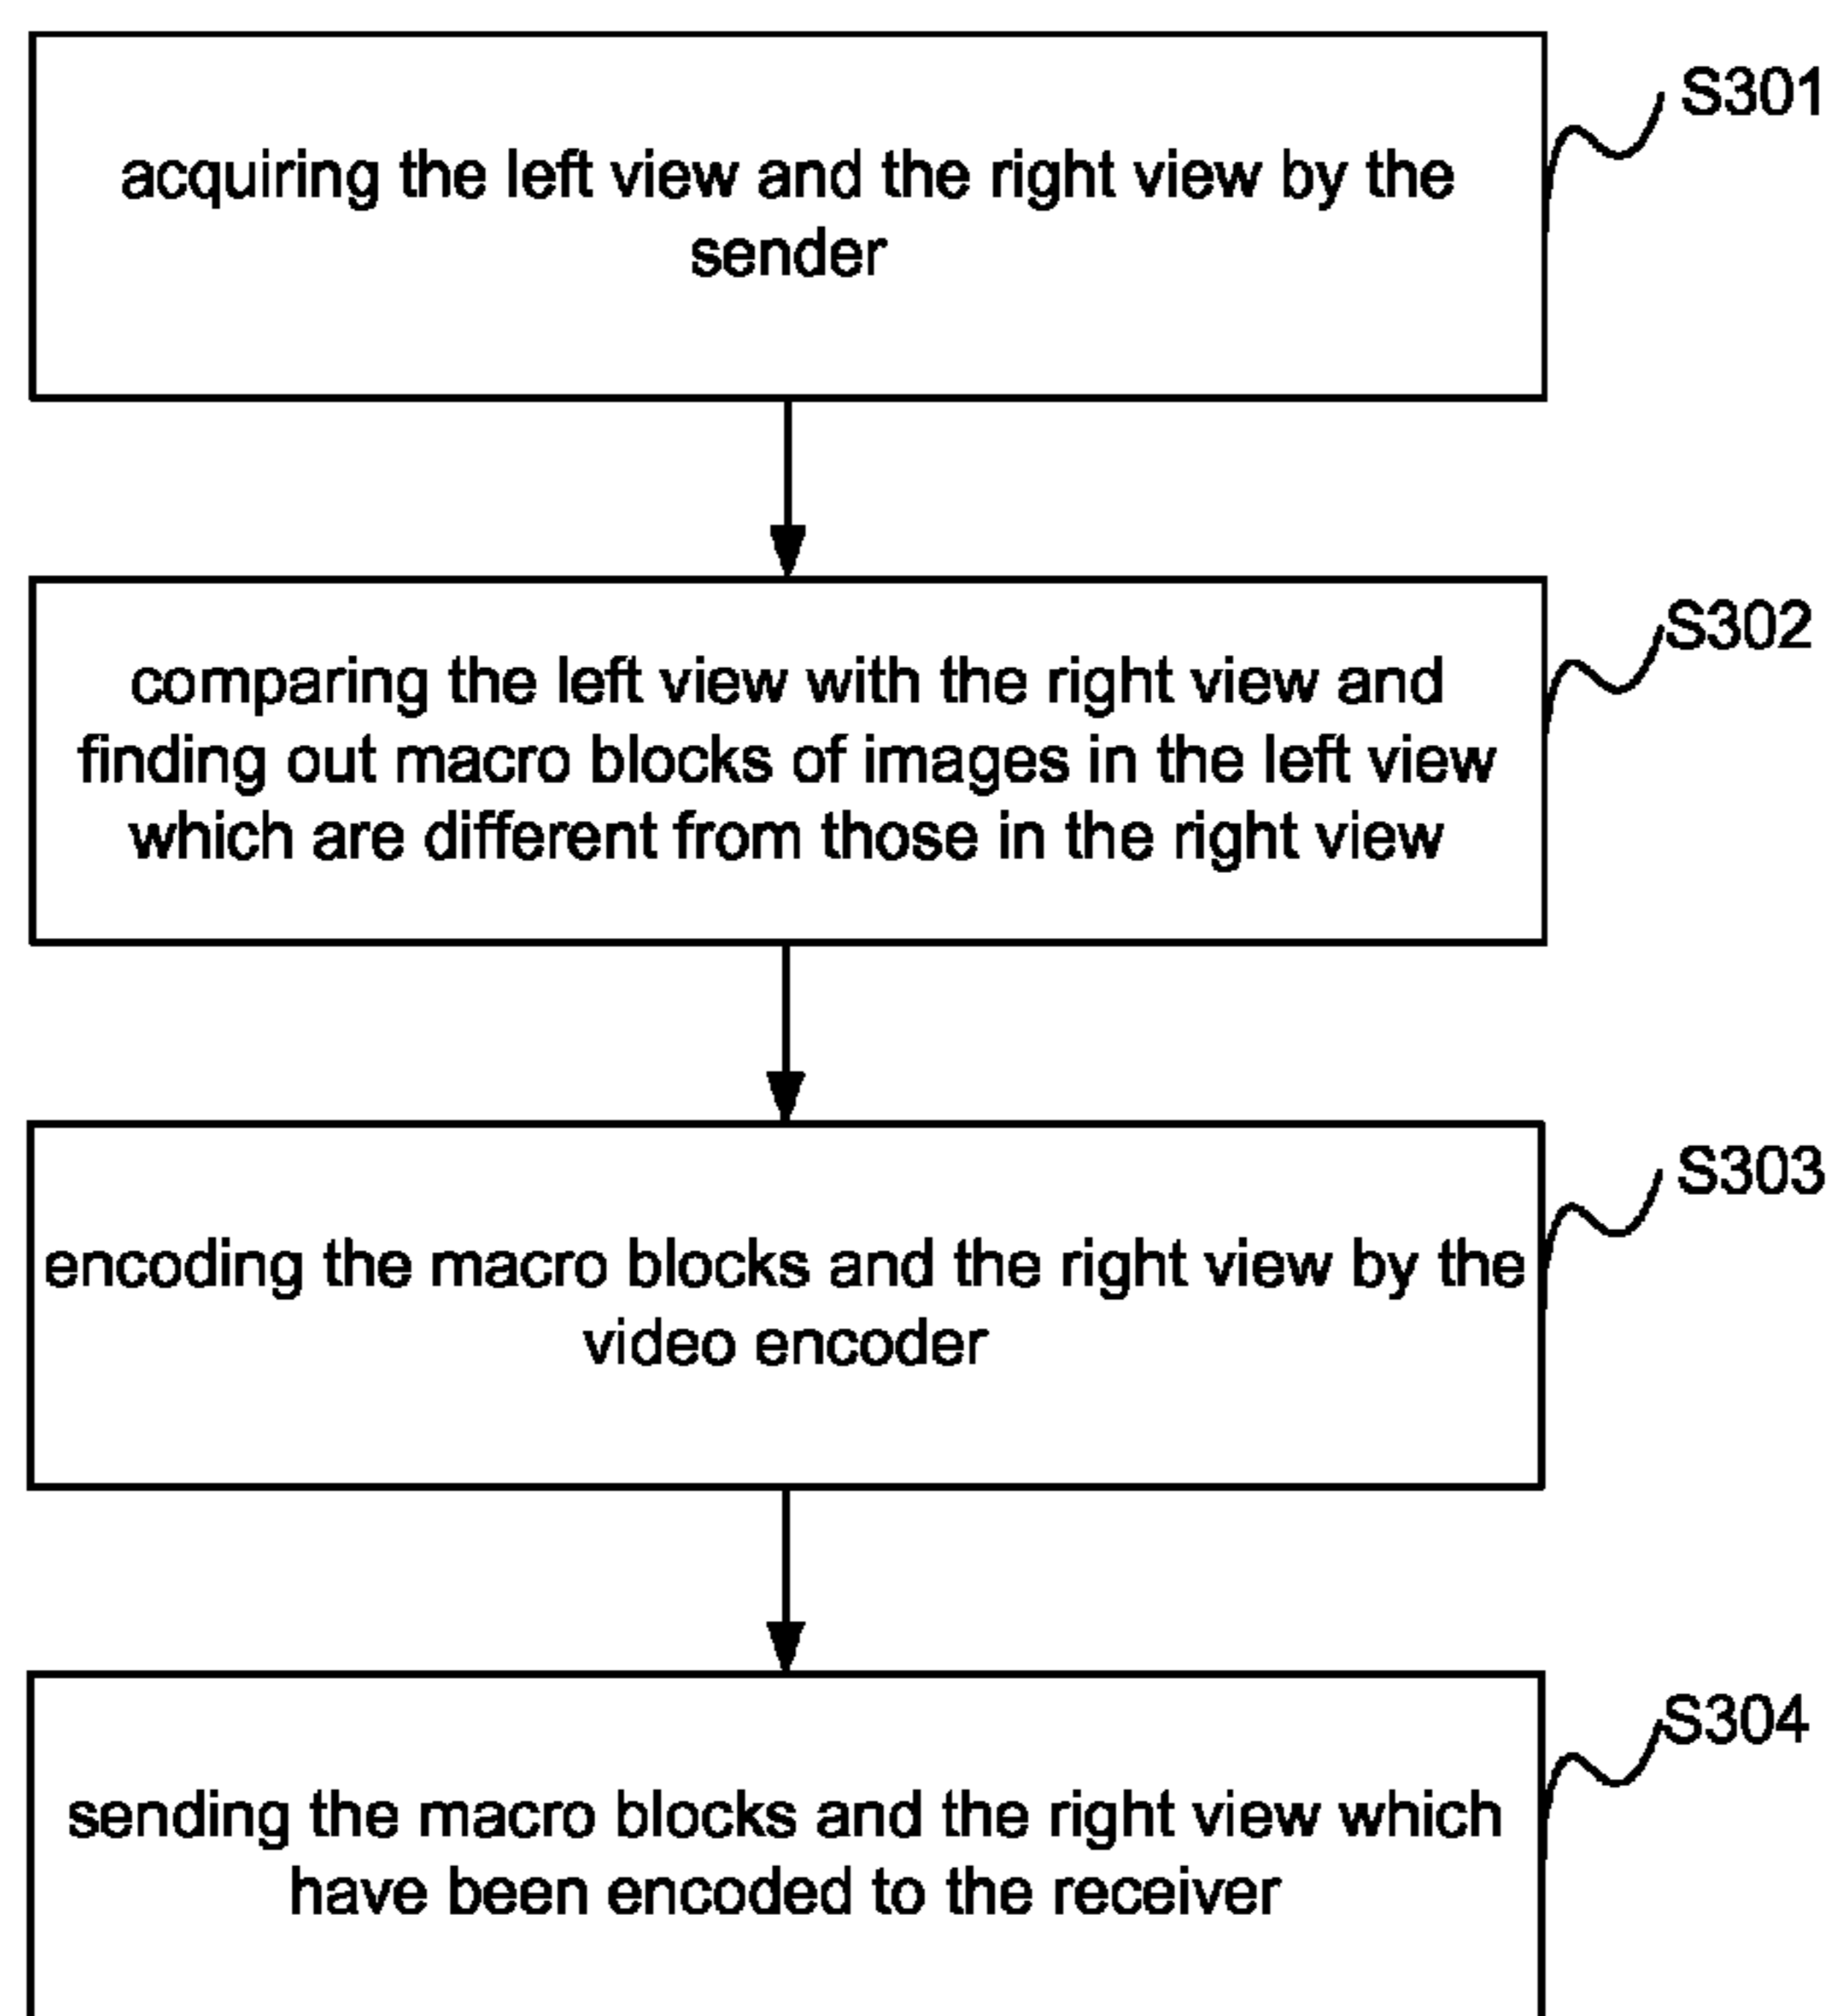 S301
acquiring the left view and the right view by the
sender
S302
comparing the left view with the right view and
finding out macro blocks of images in the left view
which are different from those in the right view
S303
encoding the macro blocks and the right view by the
video encoder
S304
sending the macro blocks and the right view which
have been encoded to the receiver